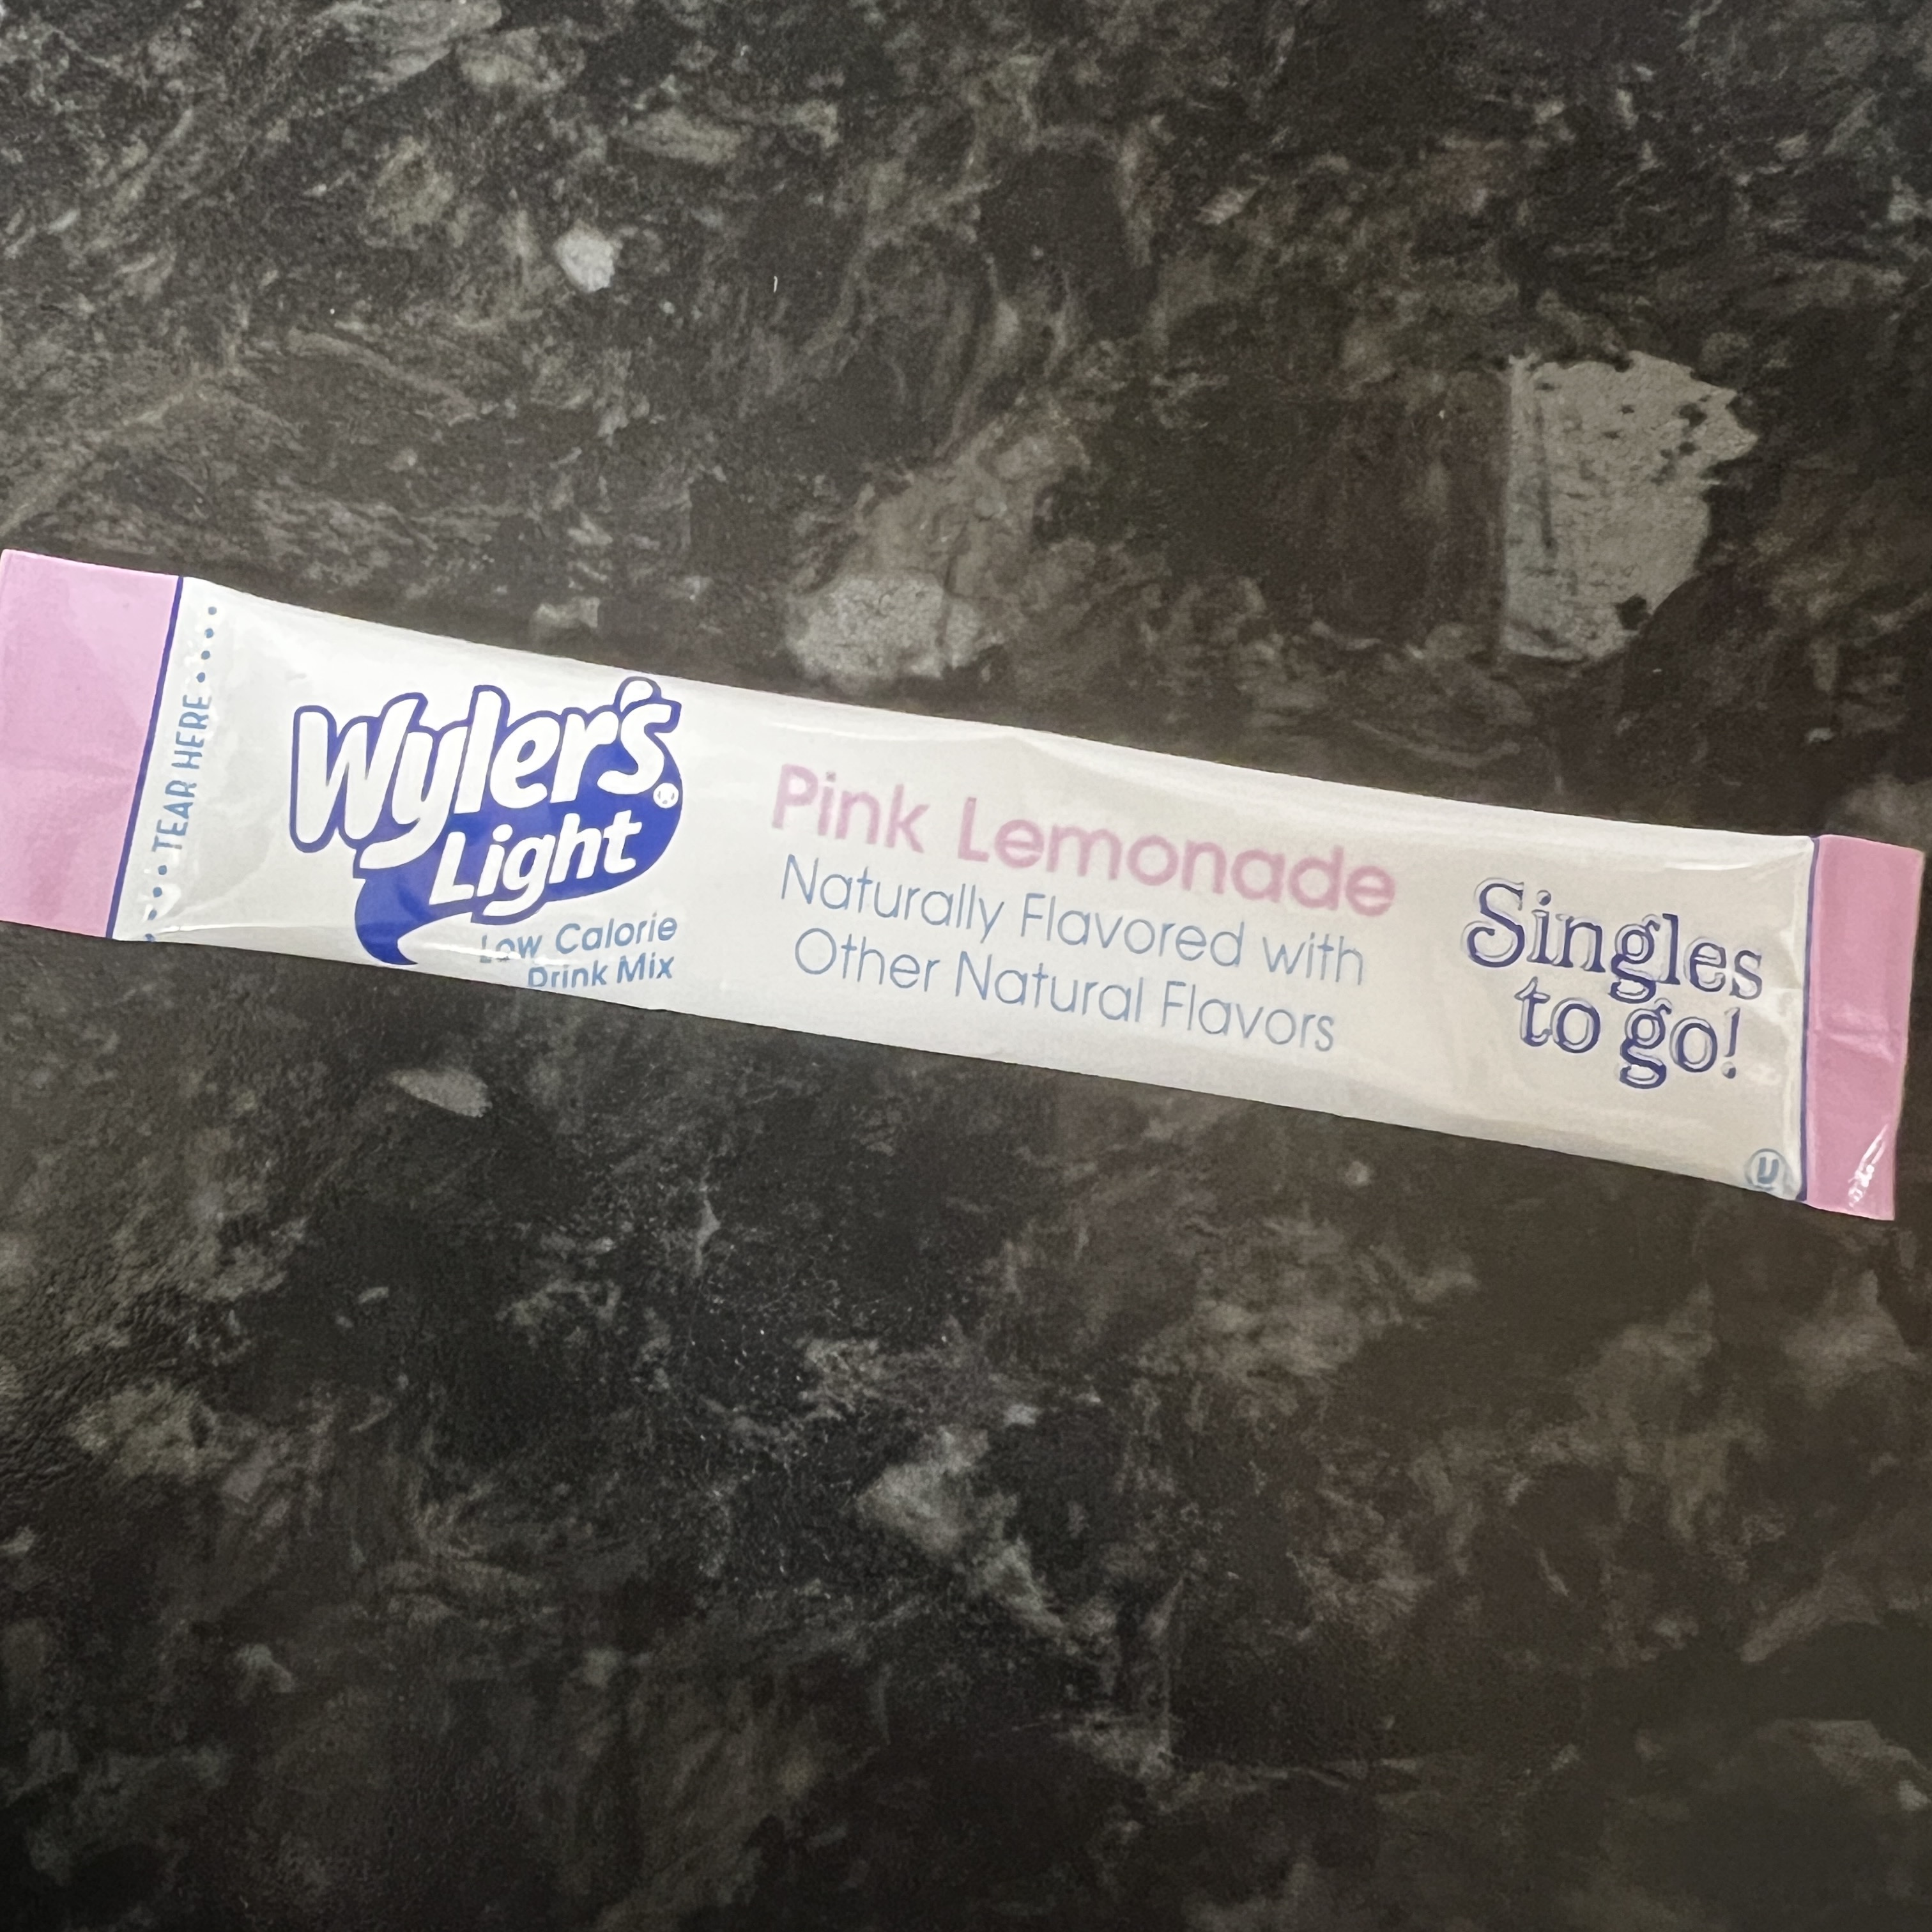 TEAR HERE
Wyler's®
Light
Low Calorie
Drink Mix
Pink Lemonade
Naturally Flavored with
Other Natural Flavors
Singles
to go!
U